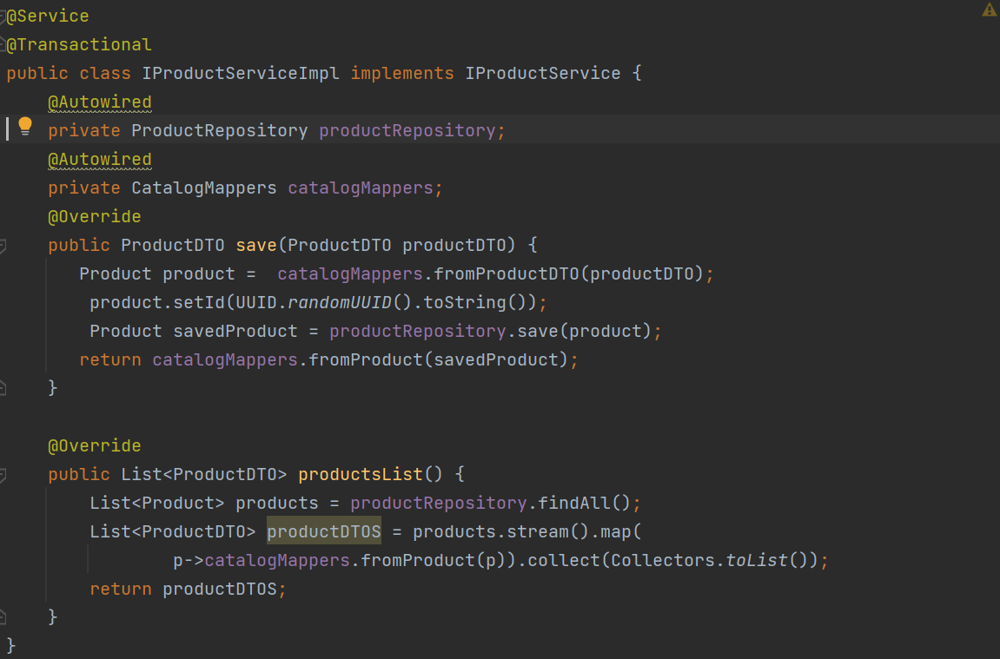 @Service
@Transactional
public class IProductServiceImpl implements IProductService {
    @Autowired
    private ProductRepository productRepository;
    @Autowired
    private CatalogMappers catalogMappers;
    @Override
    public ProductDTO save(ProductDTO productDTO) {
       Product product =  catalogMappers.fromProductDTO(productDTO);
        product.setId(UUID.randomUUID().toString());
        Product savedProduct = productRepository.save(product);
       return catalogMappers.fromProduct(savedProduct);
    }

    @Override
    public List<ProductDTO> productsList() {
        List<Product> products = productRepository.findAll();
        List<ProductDTO> productDTOS = products.stream().map(
                p->catalogMappers.fromProduct(p)).collect(Collectors.toList());
        return productDTOS;
    }
}